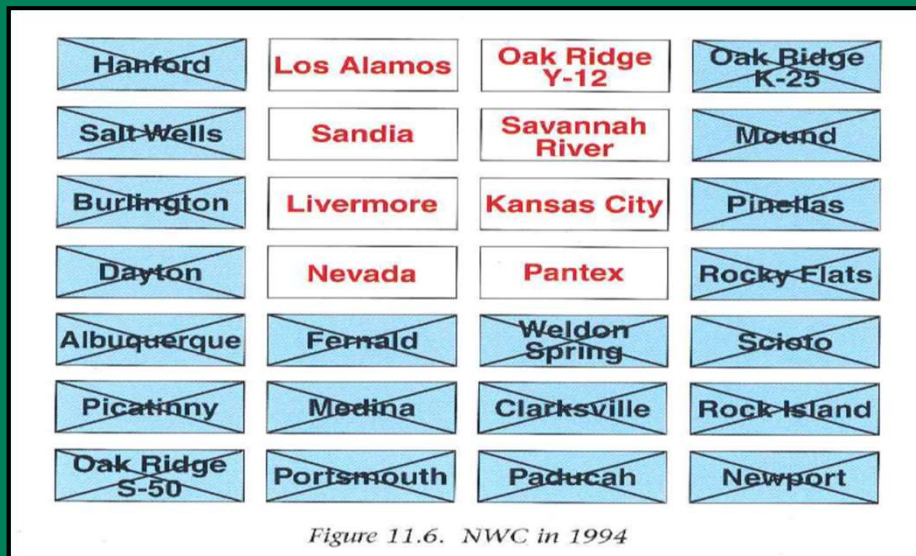 Hanford
Los Alamos
Oak Ridge
Y-12
Oak Ridge
K-25
Salt Wells
Sandia
Savannah
River
Mound
Burlington
Livermore
Kansas City
Pinellas
Dayton
Nevada
Pantex
Rocky Flats
Albuquerque
Fernald
Weldon
Spring
Scioto
Picatinny
Medina
Clarksville
Rock Island
Oak Ridge
S-50
Portsmouth
Paducah
Newport
Figure 11.6. NWC in 1994